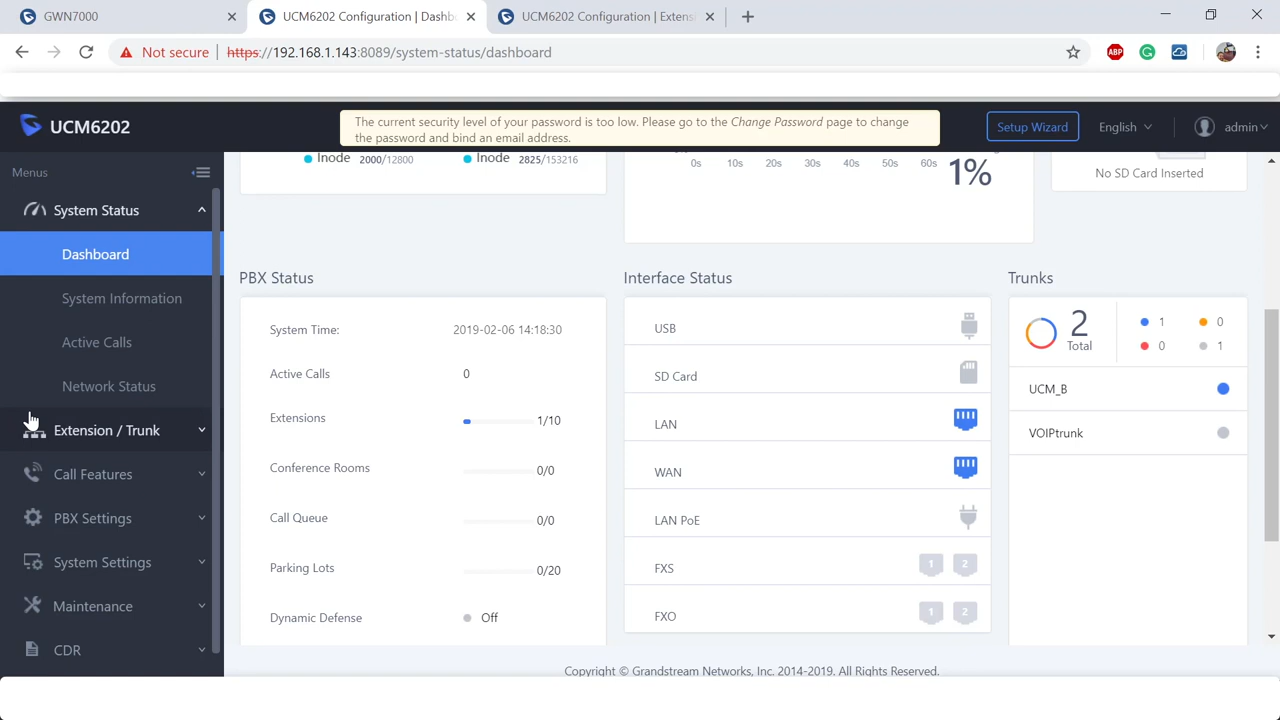 GWN7000
UCM6202 Configuration | Dashbo
UCM6202 Configuration | Extensi
Not secure | https://192.168.1.143:8089/system-status/dashboard
ABP
UCM6202
The current security level of your password is too low. Please go to the Change Password page to change
the password and bind an email address.
Setup Wizard
English
admin
Menus
System Status
Dashboard
System Information
Active Calls
Network Status
Extension / Trunk
Call Features
PBX Settings
System Settings
Maintenance
CDR
Inode 2000/12800
Inode 2825/153216
0s 10s 20s 30s 40s 50s 60s
1%
No SD Card Inserted
PBX Status
System Time: 2019-02-06 14:18:30
Active Calls 0
Extensions 1/10
Conference Rooms 0/0
Call Queue 0/0
Parking Lots 0/20
Dynamic Defense Off
Interface Status
USB
SD Card
LAN
WAN
LAN PoE
FXS 1 2
FXO 1 2
Trunks
2
Total
1 0
0 1
UCM_B
VOIPtrunk
Copyright © Grandstream Networks, Inc. 2014-2019. All Rights Reserved.